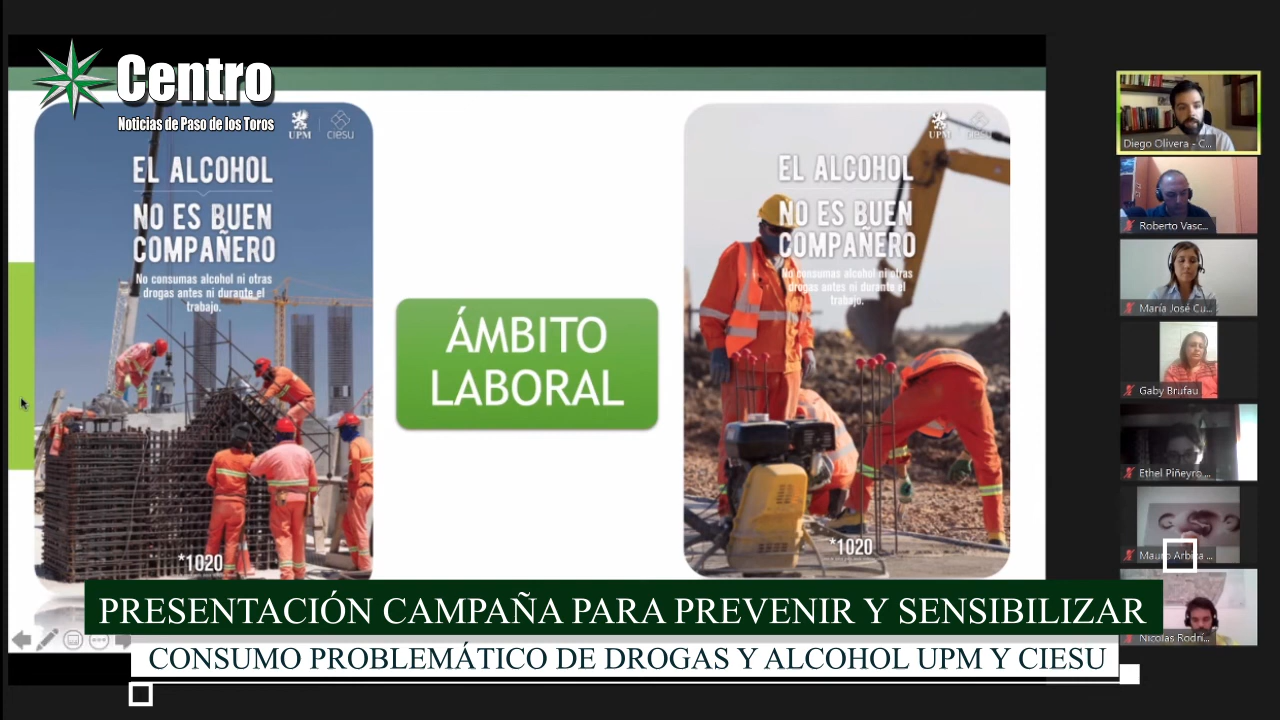 Centro
Noticias de Paso de los Toros
UPM
ciesu
EL ALCOHOL
NO ES BUEN
COMPAÑERO
No consumas alcohol ni otras
drogas antes ni durante el
trabajo.
*1020
ÁMBITO
LABORAL
UPM
ciesu
EL ALCOHOL
NO ES BUEN
COMPAÑERO
No consumas alcohol ni otras
drogas antes ni durante el
trabajo.
*1020
Diego Olivera - C...
Roberto Vasc...
María José Cu...
Gaby Brufau
Ethel Piñeyro ...
Mauro Arbiza ...
Nicolás Rodrí...
PRESENTACIÓN CAMPAÑA PARA PREVENIR Y SENSIBILIZAR
CONSUMO PROBLEMÁTICO DE DROGAS Y ALCOHOL UPM Y CIESU